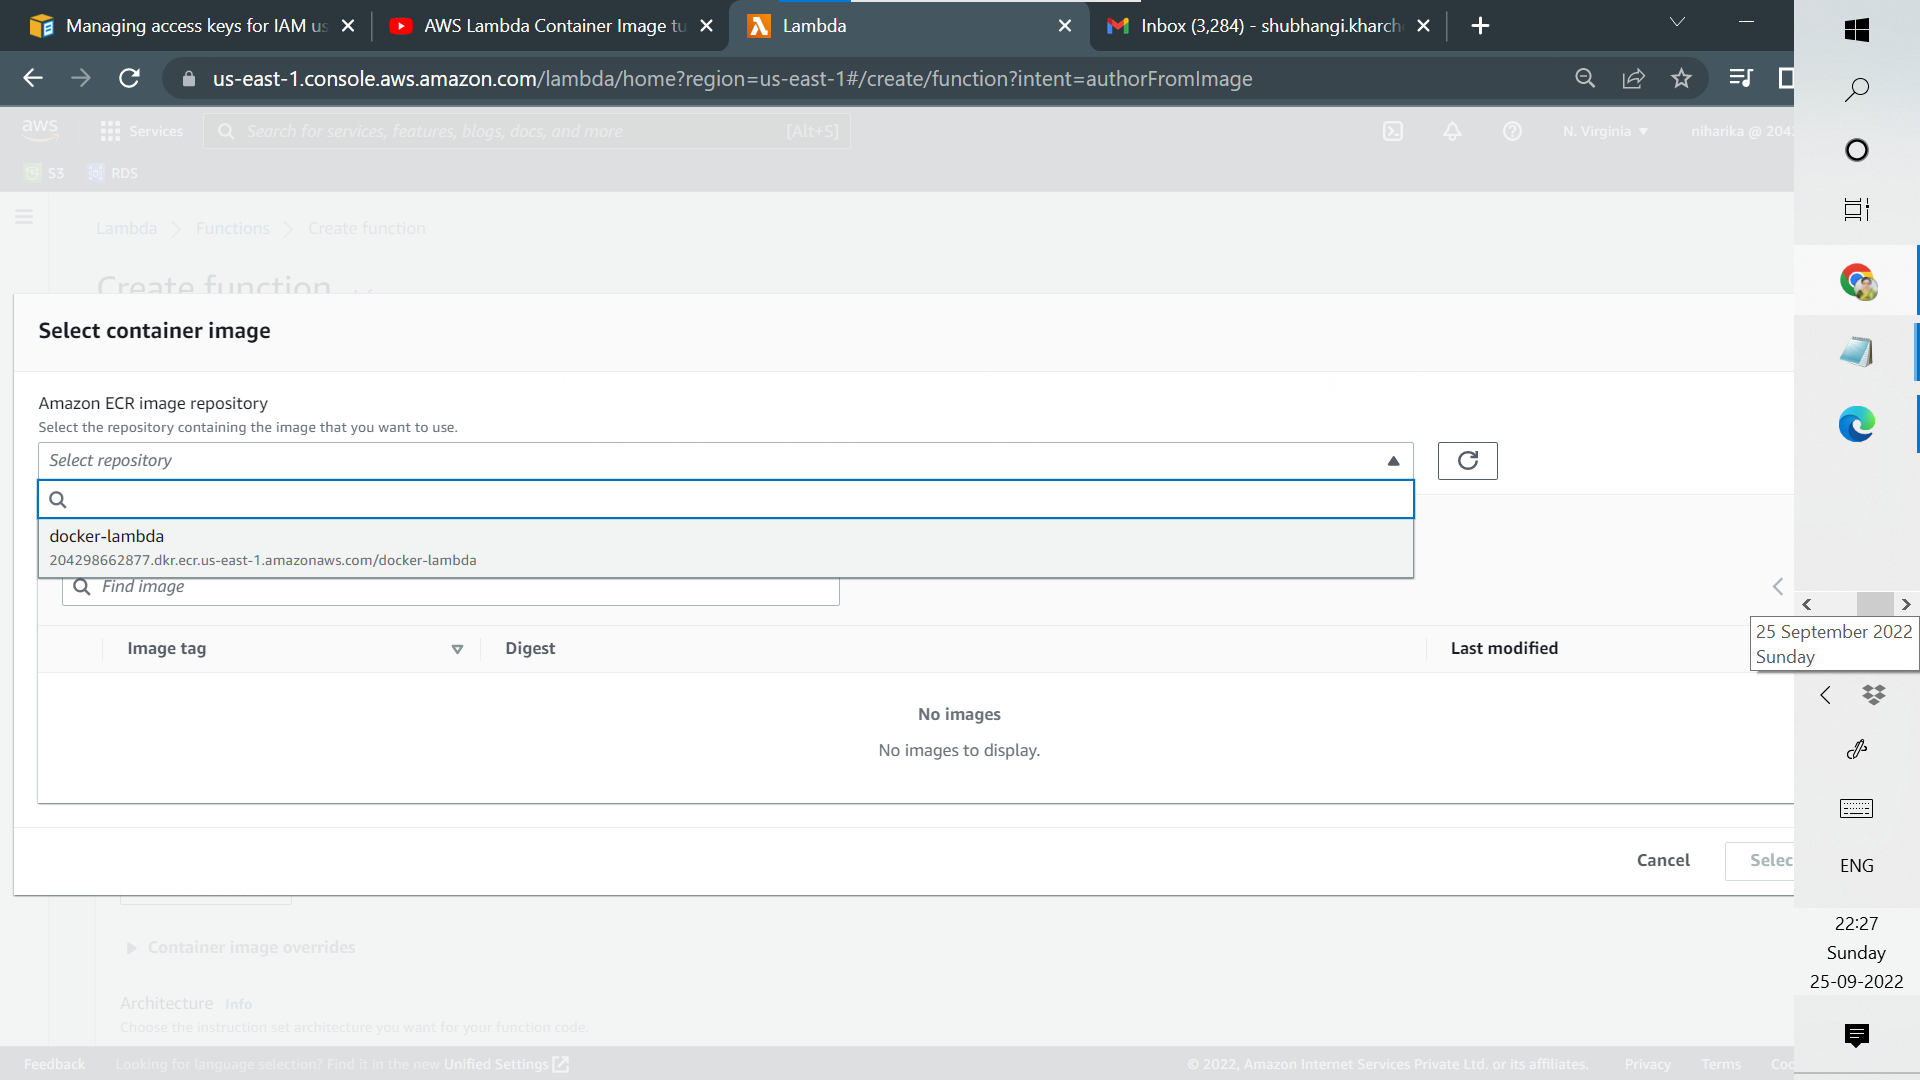 Managing access keys for IAM us
AWS Lambda Container Image tu
Lambda
Inbox (3,284) - shubhangi.kharch
us-east-1.console.aws.amazon.com/lambda/home?region=us-east-1#/create/function?intent=authorFromImage
aws
Services
Search for services, features, blogs, docs, and more
[Alt+S]
N. Virginia
niharika @ 2042
S3
RDS
Lambda
Functions
Create function
Create function
Select container image
Amazon ECR image repository
Select the repository containing the image that you want to use.
Select repository
docker-lambda
204298662877.dkr.ecr.us-east-1.amazonaws.com/docker-lambda
Find image
Image tag
Digest
Last modified
25 September 2022
Sunday
No images
No images to display.
Cancel
Selec
ENG
22:27
Sunday
25-09-2022
Container image overrides
Architecture Info
Choose the instruction set architecture you want for your function code.
Feedback
Looking for language selection? Find it in the new Unified Settings
© 2022, Amazon Internet Services Private Ltd. or its affiliates.
Privacy
Terms
Coo